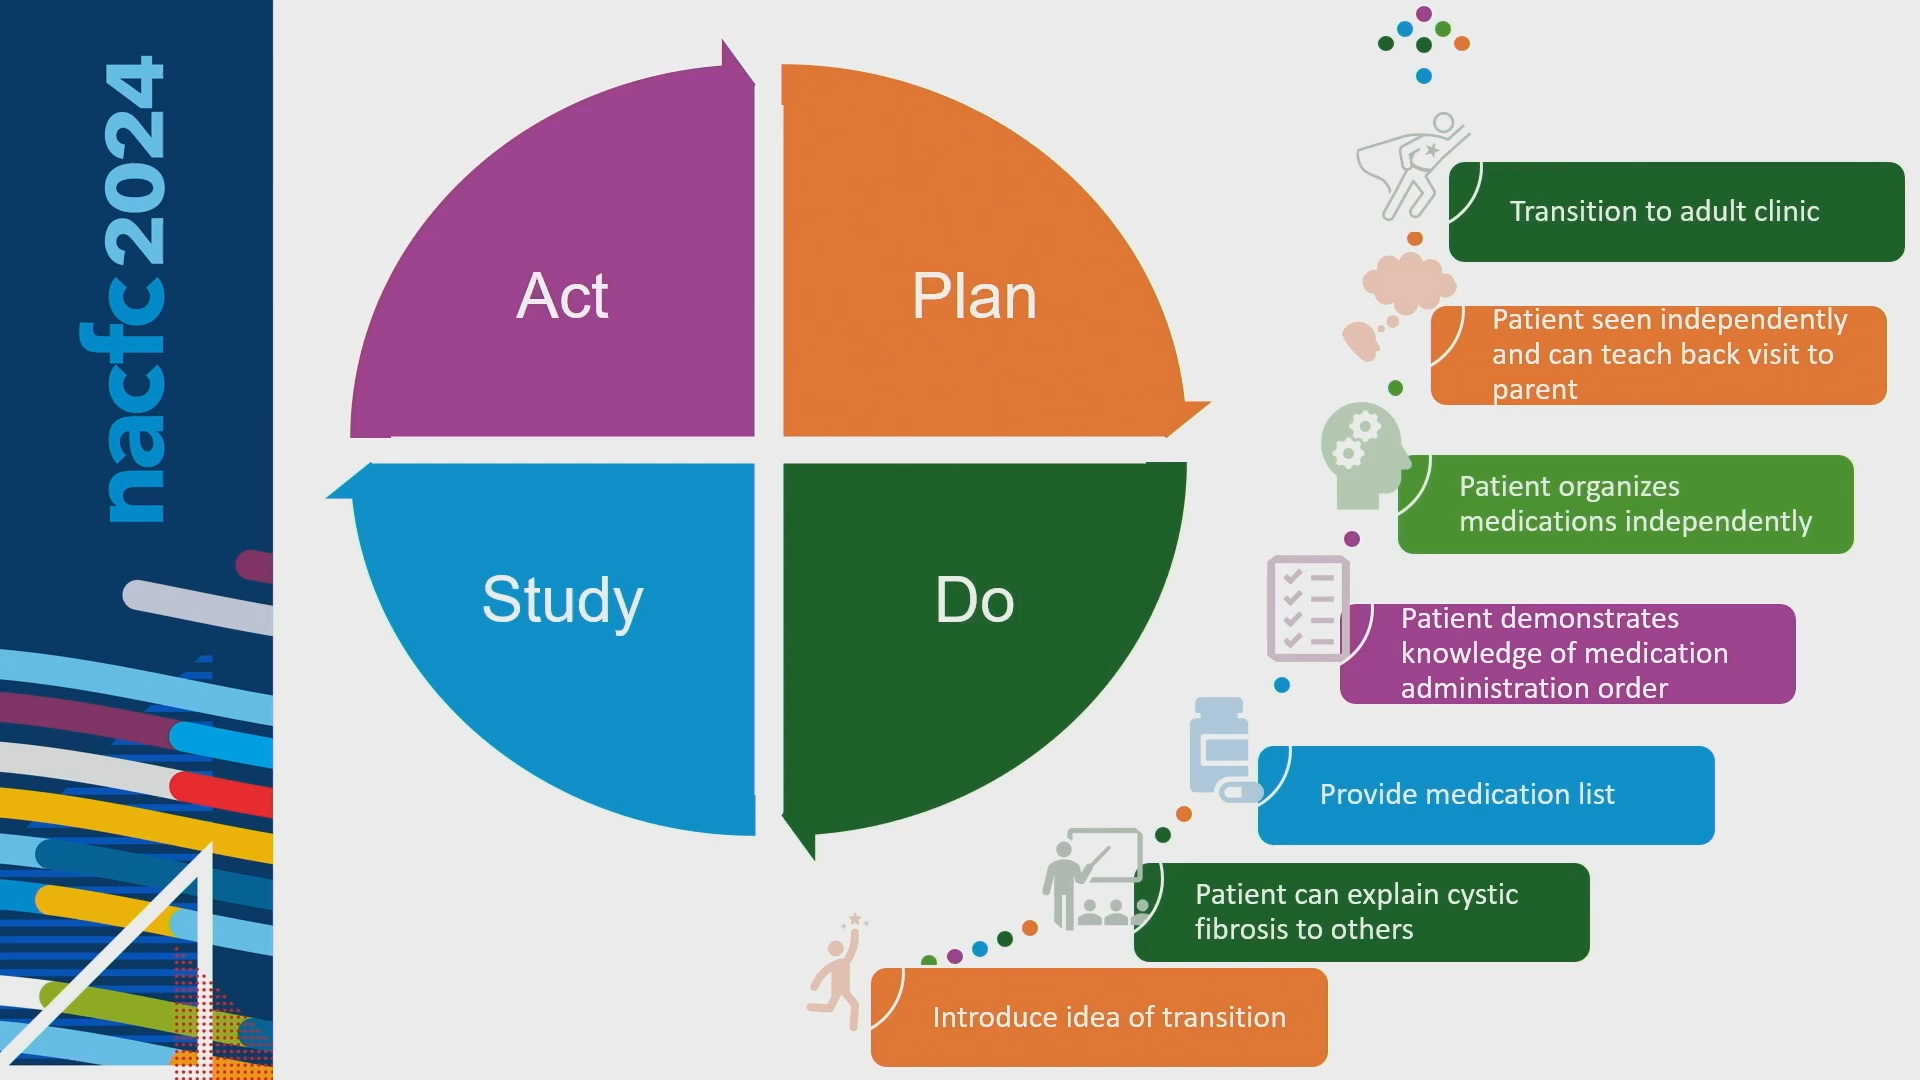 nacfc 2024
Act
Plan
Study
Do
Transition to adult clinic
Patient seen independently
and can teach back visit to
parent
Patient organizes
medications independently
Patient demonstrates
knowledge of medication
administration order
Provide medication list
Patient can explain cystic
fibrosis to others
Introduce idea of transition